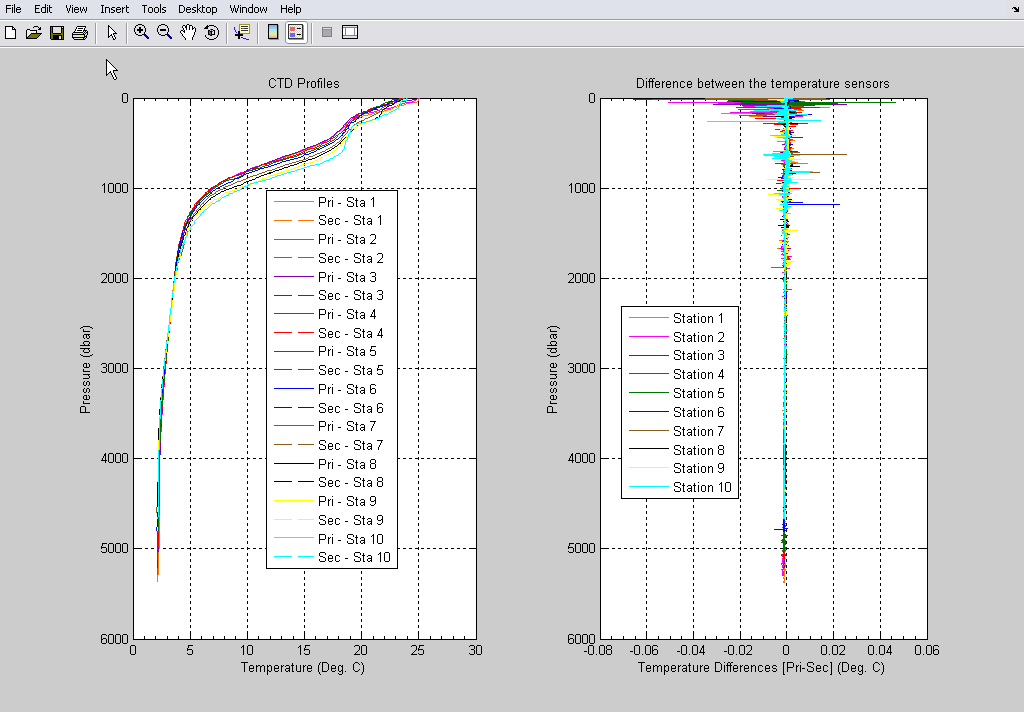 File Edit View Insert Tools Desktop Window Help
CTD Profiles
0
1000
2000
3000
4000
5000
6000
Pressure (dbar)
0 5 10 15 20 25 30
Temperature (Deg. C)
Pri - Sta 1
Sec - Sta 1
Pri - Sta 2
Sec - Sta 2
Pri - Sta 3
Sec - Sta 3
Pri - Sta 4
Sec - Sta 4
Pri - Sta 5
Sec - Sta 5
Pri - Sta 6
Sec - Sta 6
Pri - Sta 7
Sec - Sta 7
Pri - Sta 8
Sec - Sta 8
Pri - Sta 9
Sec - Sta 9
Pri - Sta 10
Sec - Sta 10
Difference between the temperature sensors
0
1000
2000
3000
4000
5000
6000
Pressure (dbar)
-0.08 -0.06 -0.04 -0.02 0 0.02 0.04 0.06
Temperature Differences [Pri-Sec] (Deg. C)
Station 1
Station 2
Station 3
Station 4
Station 5
Station 6
Station 7
Station 8
Station 9
Station 10